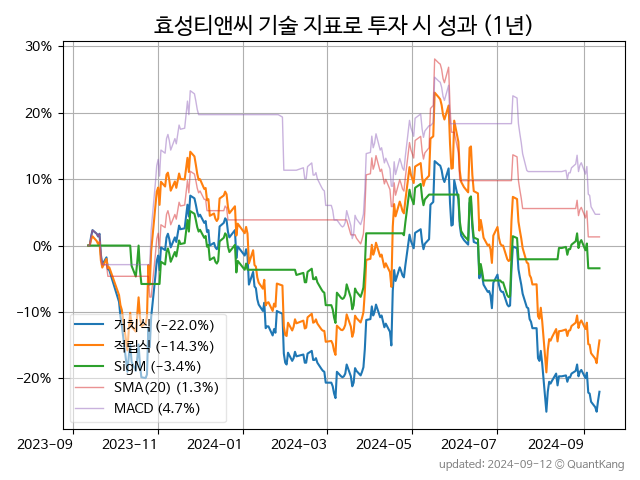 효성티앤씨 기술 지표로 투자 시 성과 (1년)
30%
20%
10%
0%
−10%
−20%
거치식 (−22.0%)
적립식 (−14.3%)
SigM (−3.4%)
SMA(20) (1.3%)
MACD (4.7%)
2023-09
2023-11
2024-01
2024-03
2024-05
2024-07
2024-09
updated: 2024-09-12 © QuantKang